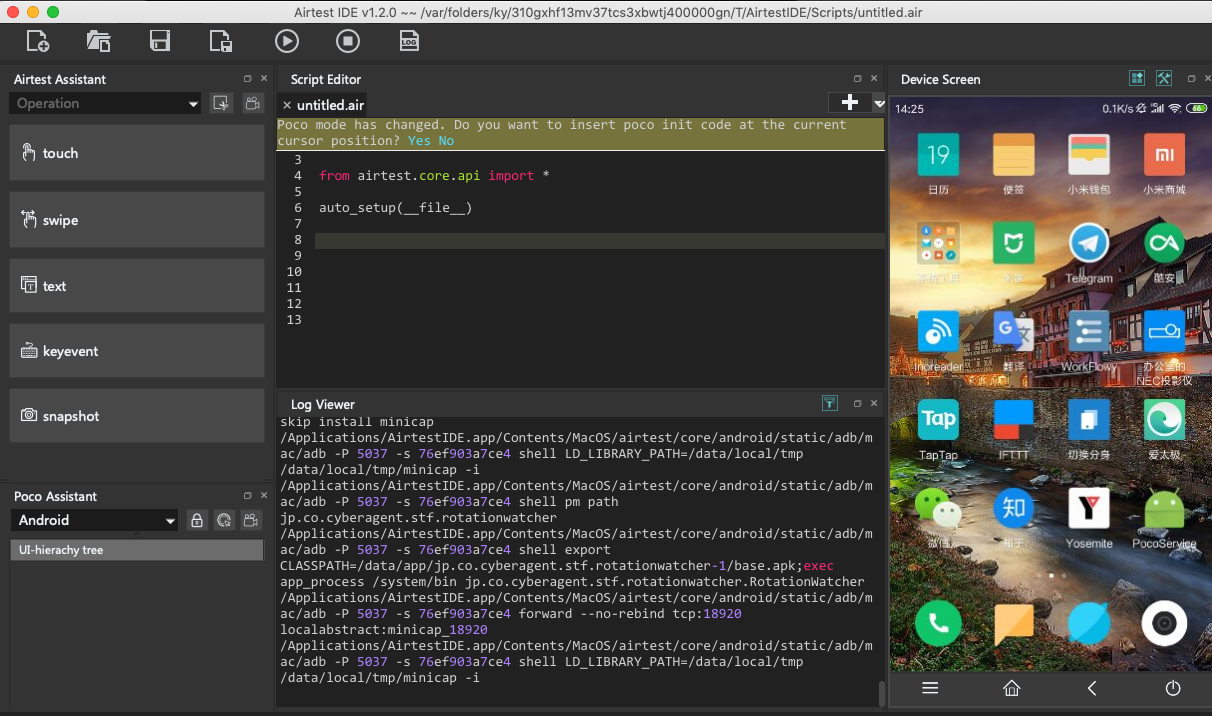 Airtest IDE v1.2.0 ~~ /var/folders/ky/310gxhf13mv37tcs3xbwtj400000gn/T/AirtestIDE/Scripts/untitled.air
LOG
Airtest Assistant
Operation
touch
swipe
text
keyevent
snapshot
Poco Assistant
Android
UI-hierachy tree
Script Editor
untitled.air
Poco mode has changed. Do you want to insert poco init code at the current
cursor position? Yes No
3
4 from airtest.core.api import *
5
6 auto_setup(__file__)
7
8
9
10
11
12
13
Log Viewer
skip install minicap
/Applications/AirtestIDE.app/Contents/MacOS/airtest/core/android/static/adb/m
ac/adb -P 5037 -s 76ef903a7ce4 shell LD_LIBRARY_PATH=/data/local/tmp
/data/local/tmp/minicap -i
/Applications/AirtestIDE.app/Contents/MacOS/airtest/core/android/static/adb/m
ac/adb -P 5037 -s 76ef903a7ce4 shell pm path
jp.co.cyberagent.stf.rotationwatcher
/Applications/AirtestIDE.app/Contents/MacOS/airtest/core/android/static/adb/m
ac/adb -P 5037 -s 76ef903a7ce4 shell export
CLASSPATH=/data/app/jp.co.cyberagent.stf.rotationwatcher-1/base.apk;exec
app_process /system/bin jp.co.cyberagent.stf.rotationwatcher.RotationWatcher
/Applications/AirtestIDE.app/Contents/MacOS/airtest/core/android/static/adb/m
ac/adb -P 5037 -s 76ef903a7ce4 forward --no-rebind tcp:18920
localabstract:minicap_18920
/Applications/AirtestIDE.app/Contents/MacOS/airtest/core/android/static/adb/m
ac/adb -P 5037 -s 76ef903a7ce4 shell LD_LIBRARY_PATH=/data/local/tmp
/data/local/tmp/minicap -i
Device Screen
14:25 0.1K/s 66
19 mi
日历 便签 小米钱包 小米商城
系统工具 米家 Telegram 酷安
G 文
Inoreader 翻译 WorkFlowy 办公室的
NEC投影仪
Tap
TapTap IFTTT 切换分身 爱太极
知 Y
微信 知乎 Yosemite PocoService